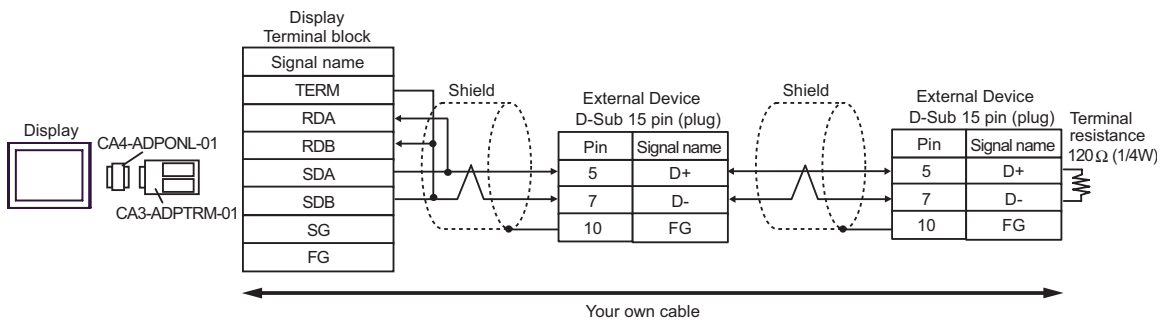 Display
CA4-ADPONL-01
CA3-ADPTRM-01
Display
Terminal block
Signal name
TERM
RDA
RDB
SDA
SDB
SG
FG
Shield
External Device
D-Sub 15 pin (plug)
Pin Signal name
5 D+
7 D-
10 FG
Shield
External Device
D-Sub 15 pin (plug)
Pin Signal name
5 D+
7 D-
10 FG
Terminal
resistance
120Ω (1/4W)
Your own cable